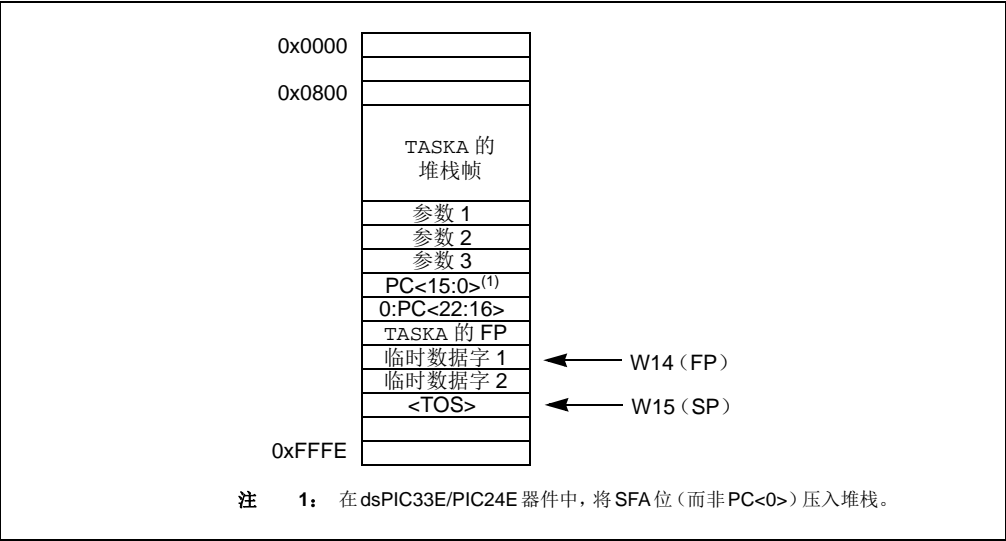 0x0000
0x0800
TASKA 的
堆栈帧
参数 1
参数 2
参数 3
PC<15:0>(1)
0:PC<22:16>
TASKA 的 FP
临时数据字 1 W14（FP）
临时数据字 2
<TOS> W15（SP）
0xFFFE
注 1： 在 dsPIC33E/PIC24E 器件中，将 SFA 位（而非 PC<0>）压入堆栈。